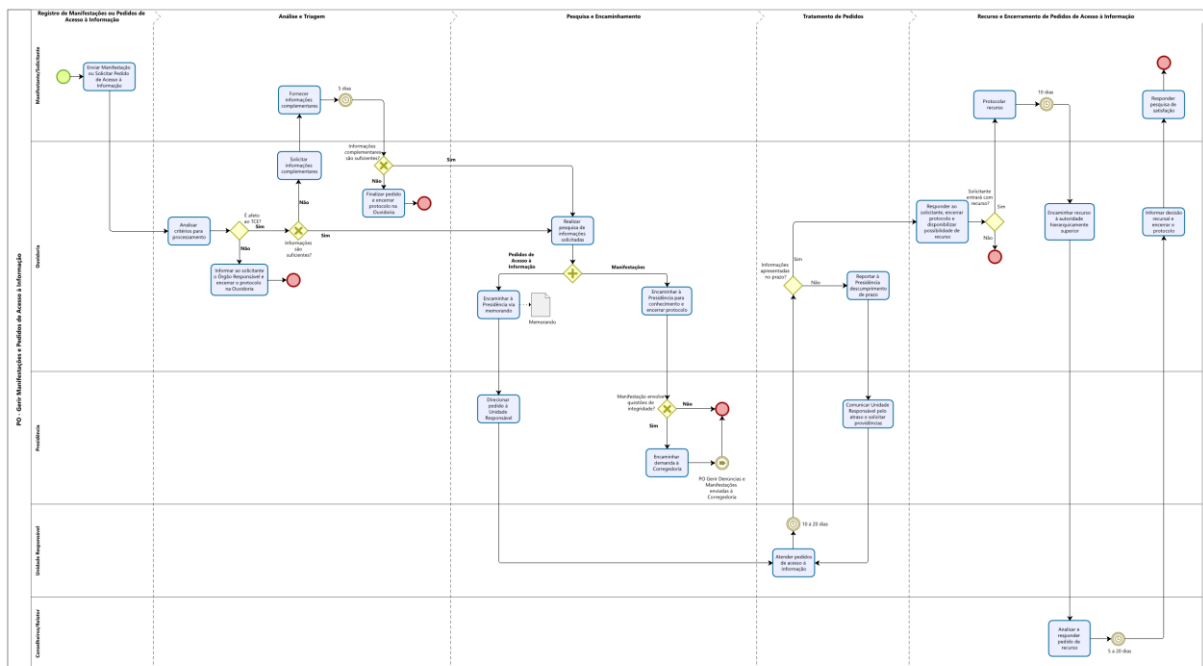 Registro de Manifestações ou Pedidos de
Acesso à Informação
Análise e Triagem
Pesquisa e Encaminhamento
Tratamento de Pedidos
Recurso e Encerramento de Pedidos de Acesso à Informação
PO - Gerir Manifestações e Pedidos de Acesso à Informação
Manifestante/Solicitante
Enviar Manifestação
ou Solicitar Pedido
de Acesso à
Informação
Fornecer
informações
complementares
5 dias
Protocolar
recurso
10 dias
Responder
pesquisa de
satisfação
Ouvidoria
Solicitar
informações
complementares
Informações
complementares
são suficientes?
Sim
Não
Finalizar pedido
e encerrar
protocolo na
Ouvidoria
Analisar
critérios para
processamento
É afeto
ao TCE?
Sim
Não
Informar ao solicitante
o Órgão Responsável e
encerrar o protocolo
na Ouvidoria
Não
Sim
Informações
são
suficientes?
Realizar
pesquisa de
informações
solicitadas
Pedidos de
Acesso à
Informação
Manifestações
Encaminhar à
Presidência via
memorando
Memorando
Encaminhar à
Presidência para
conhecimento e
encerrar protocolo
Informações
apresentadas
no prazo?
Sim
Não
Reportar à
Presidência
descumprimento
de prazo
Responder ao
solicitante, encerrar
protocolo e
disponibilizar
possibilidade de
recurso
Solicitante
entrará com
recurso?
Sim
Não
Encaminhar recurso
à autoridade
hierarquicamente
superior
Informar decisão
recursal e
encerrar o
protocolo
Presidência
Direcionar
pedido à
Unidade
Responsável
Manifestação envolve
questões de
integridade?
Não
Sim
Encaminhar
demanda à
Corregedoria
PO Gerir Denúncias e
Manifestações
enviadas à
Corregedoria
Comunicar Unidade
Responsável pelo
atraso e solicitar
providências
Unidade Responsável
10 à 20 dias
Atender pedidos
de acesso à
informação
Conselheiros/Relator
Analisar e
responder
pedido de
recurso
5 a 20 dias